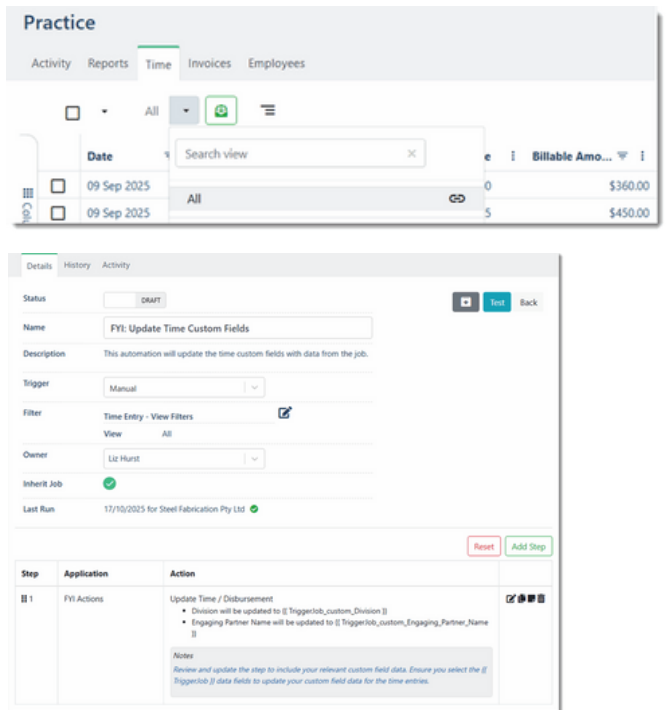 Practice
Activity Reports Time Invoices Employees
All
Search view
Date e Billable Amo...
09 Sep 2025 All 0 $360.00
09 Sep 2025 5 $450.00
Details History Activity
Status DRAFT Test Back
Name FYI: Update Time Custom Fields
Description This automation will update the time custom fields with data from the job.
Trigger Manual
Filter Time Entry - View Filters
View All
Owner Liz Hurst
Inherit Job
Last Run 17/10/2025 for Steel Fabrication Pty Ltd
Reset Add Step
Step Application Action
1 FYI Actions Update Time / Disbursement
• Division will be updated to {{ TriggerJob_custom_Division }}
• Engaging Partner Name will be updated to {{ TriggerJob_custom_Engaging_Partner_Name
}}
Notes
Review and update the step to include your relevant custom field data. Ensure you select the {{
TriggerJob }} data fields to update your custom field data for the time entries.